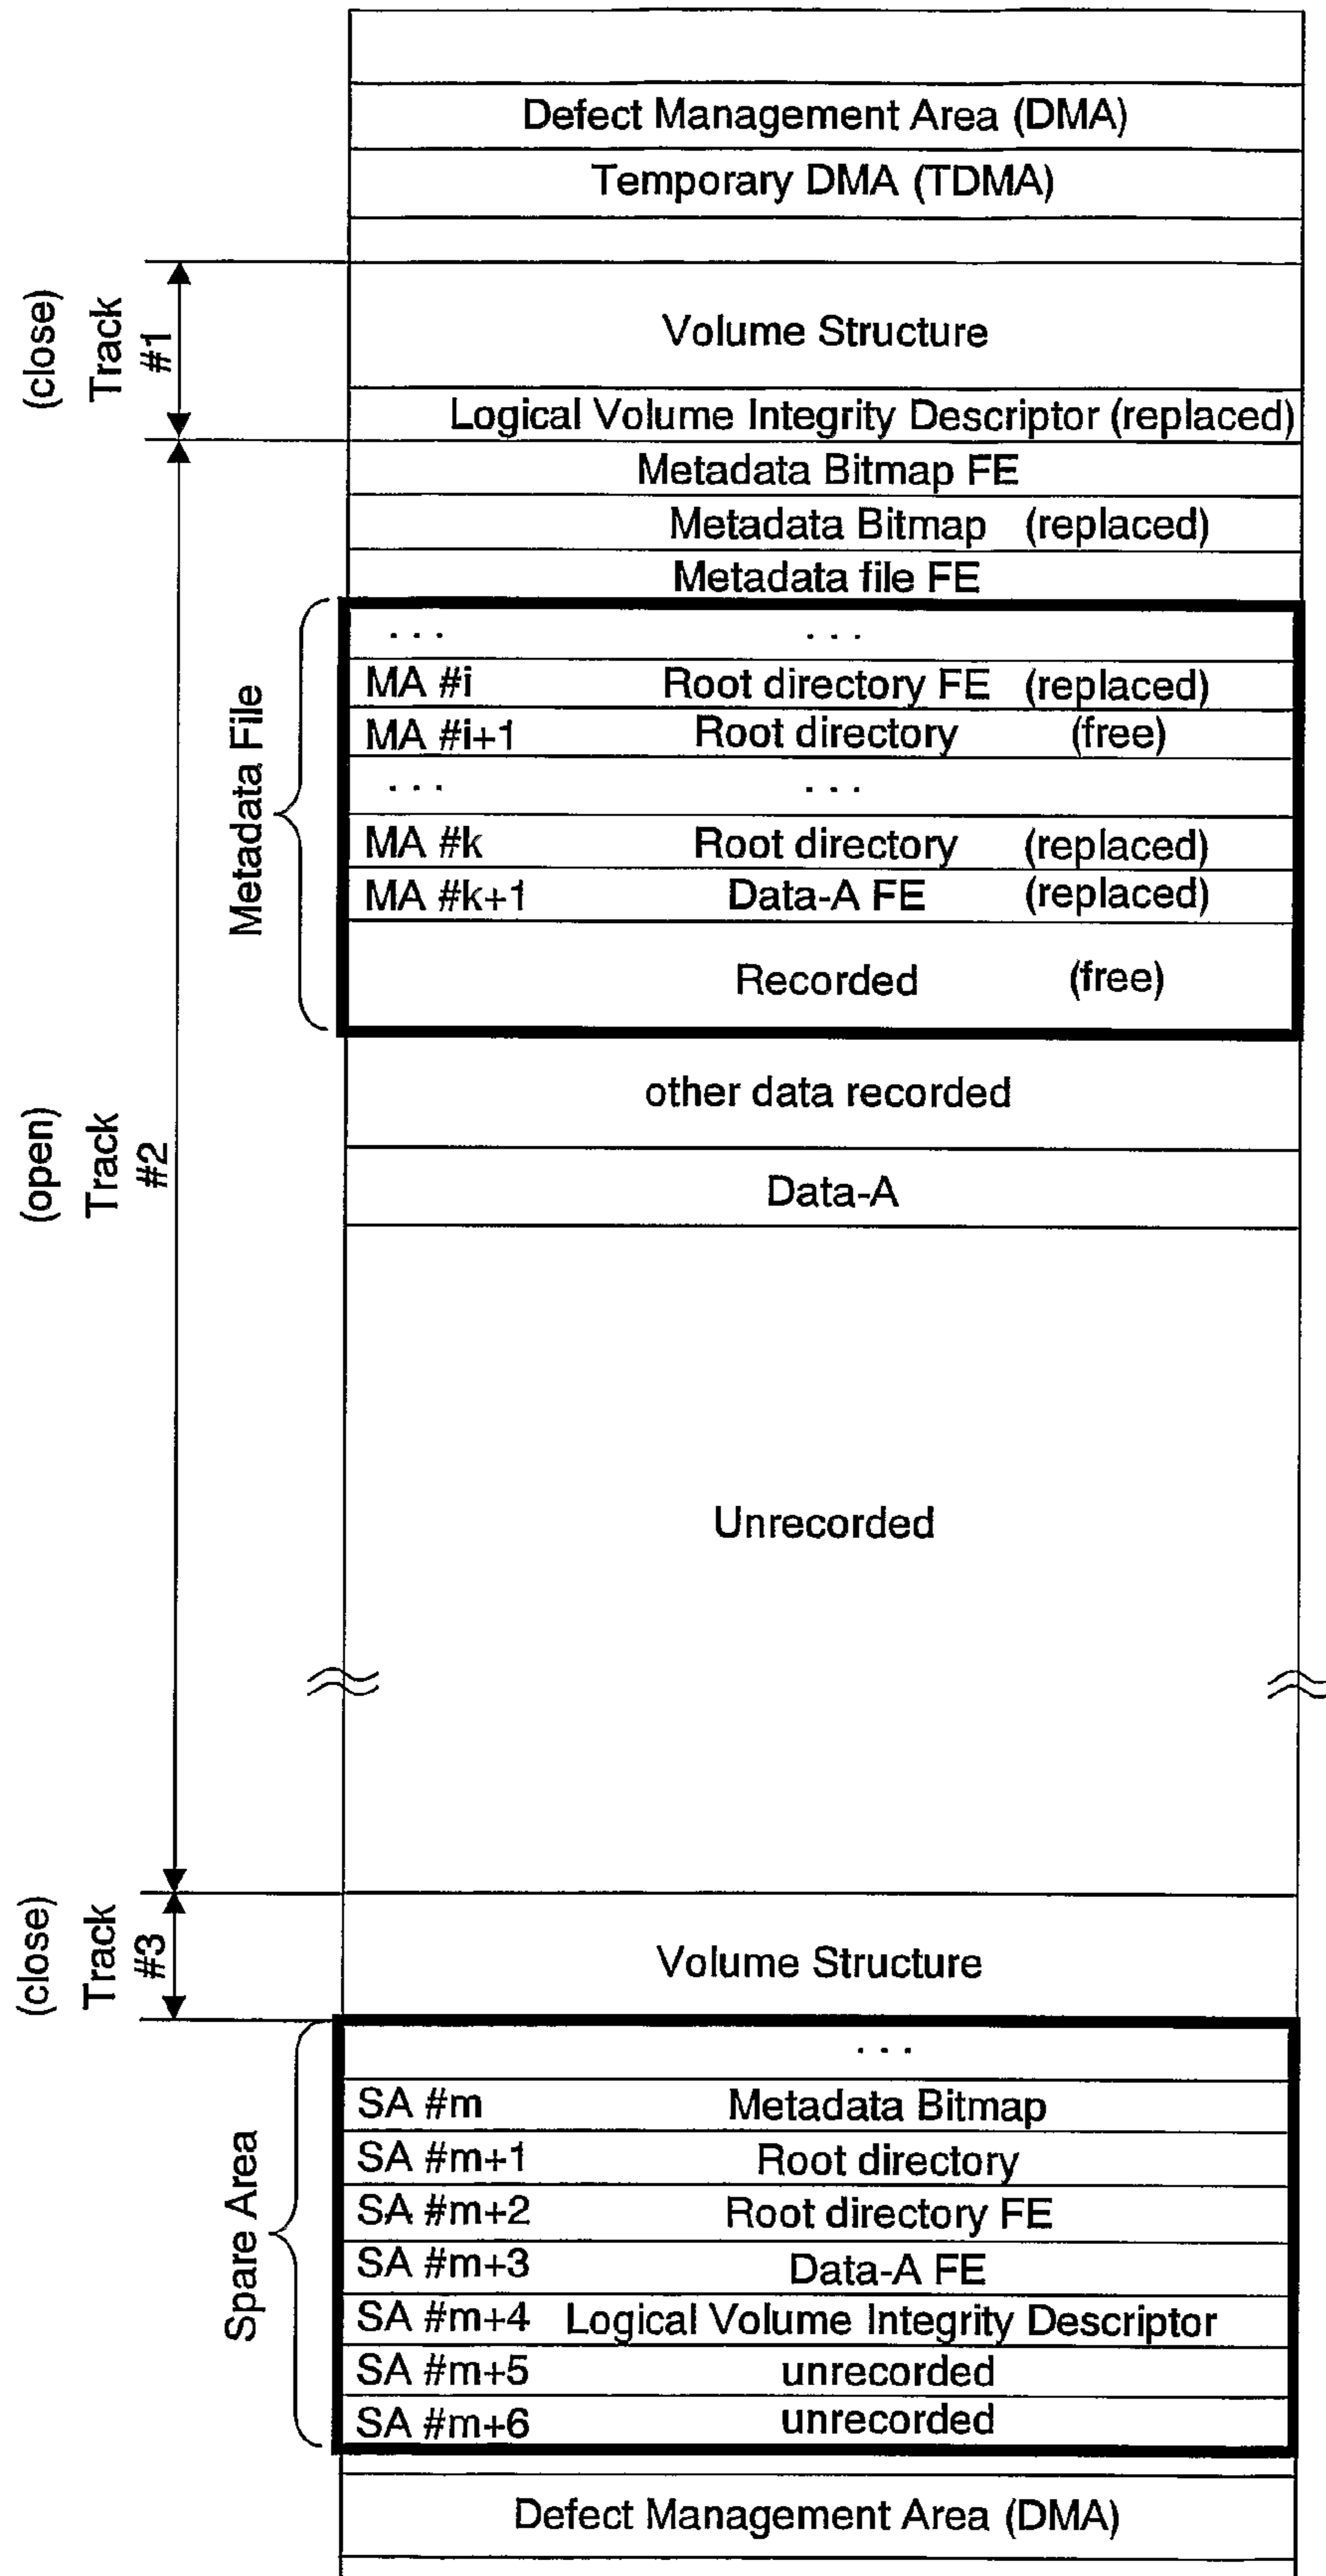 Defect Management Area (DMA)
Temporary DMA (TDMA)
(close)
Track
#1
Volume Structure
Logical Volume Integrity Descriptor (replaced)
Metadata Bitmap FE
Metadata Bitmap (replaced)
Metadata file FE
Metadata File
... ...
MA #i Root directory FE (replaced)
MA #i+1 Root directory (free)
... ...
MA #k Root directory (replaced)
MA #k+1 Data-A FE (replaced)
Recorded (free)
(open)
Track
#2
other data recorded
Data-A
Unrecorded
(close)
Track
#3
Volume Structure
Spare Area
...
SA #m Metadata Bitmap
SA #m+1 Root directory
SA #m+2 Root directory FE
SA #m+3 Data-A FE
SA #m+4 Logical Volume Integrity Descriptor
SA #m+5 unrecorded
SA #m+6 unrecorded
Defect Management Area (DMA)